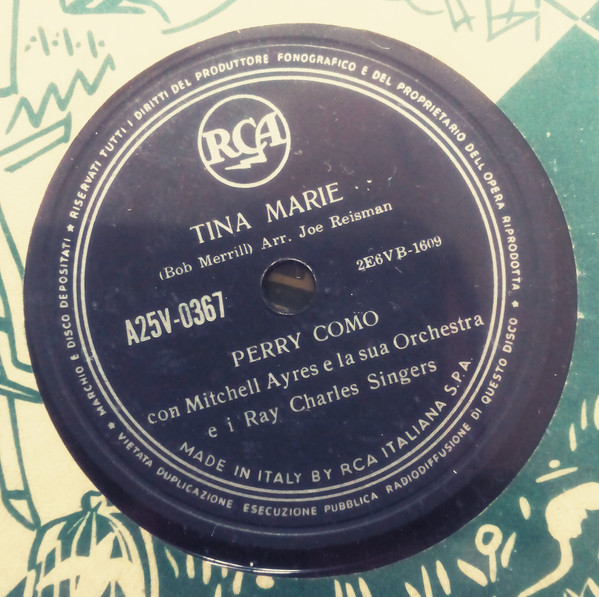 ★ RISERVATI TUTTI I DIRITTI DEL PRODUTTORE FONOGRAFICO E DEL PROPRIETARIO DELL'OPERA RIPRODOTTA ★
RCA
TINA MARIE
(Bob Merrill) Arr. Joe Reisman
2E6VB-1609
A25V-0367
PERRY COMO
con Mitchell Ayres e la sua Orchestra
e i Ray Charles Singers
MADE IN ITALY BY RCA ITALIANA S.P.A.
★ MARCHIO E DISCO DEPOSITATI ★
VIETATA DUPLICAZIONE ESECUZIONE PUBBLICA RADIODIFFUSIONE DI QUESTO DISCO